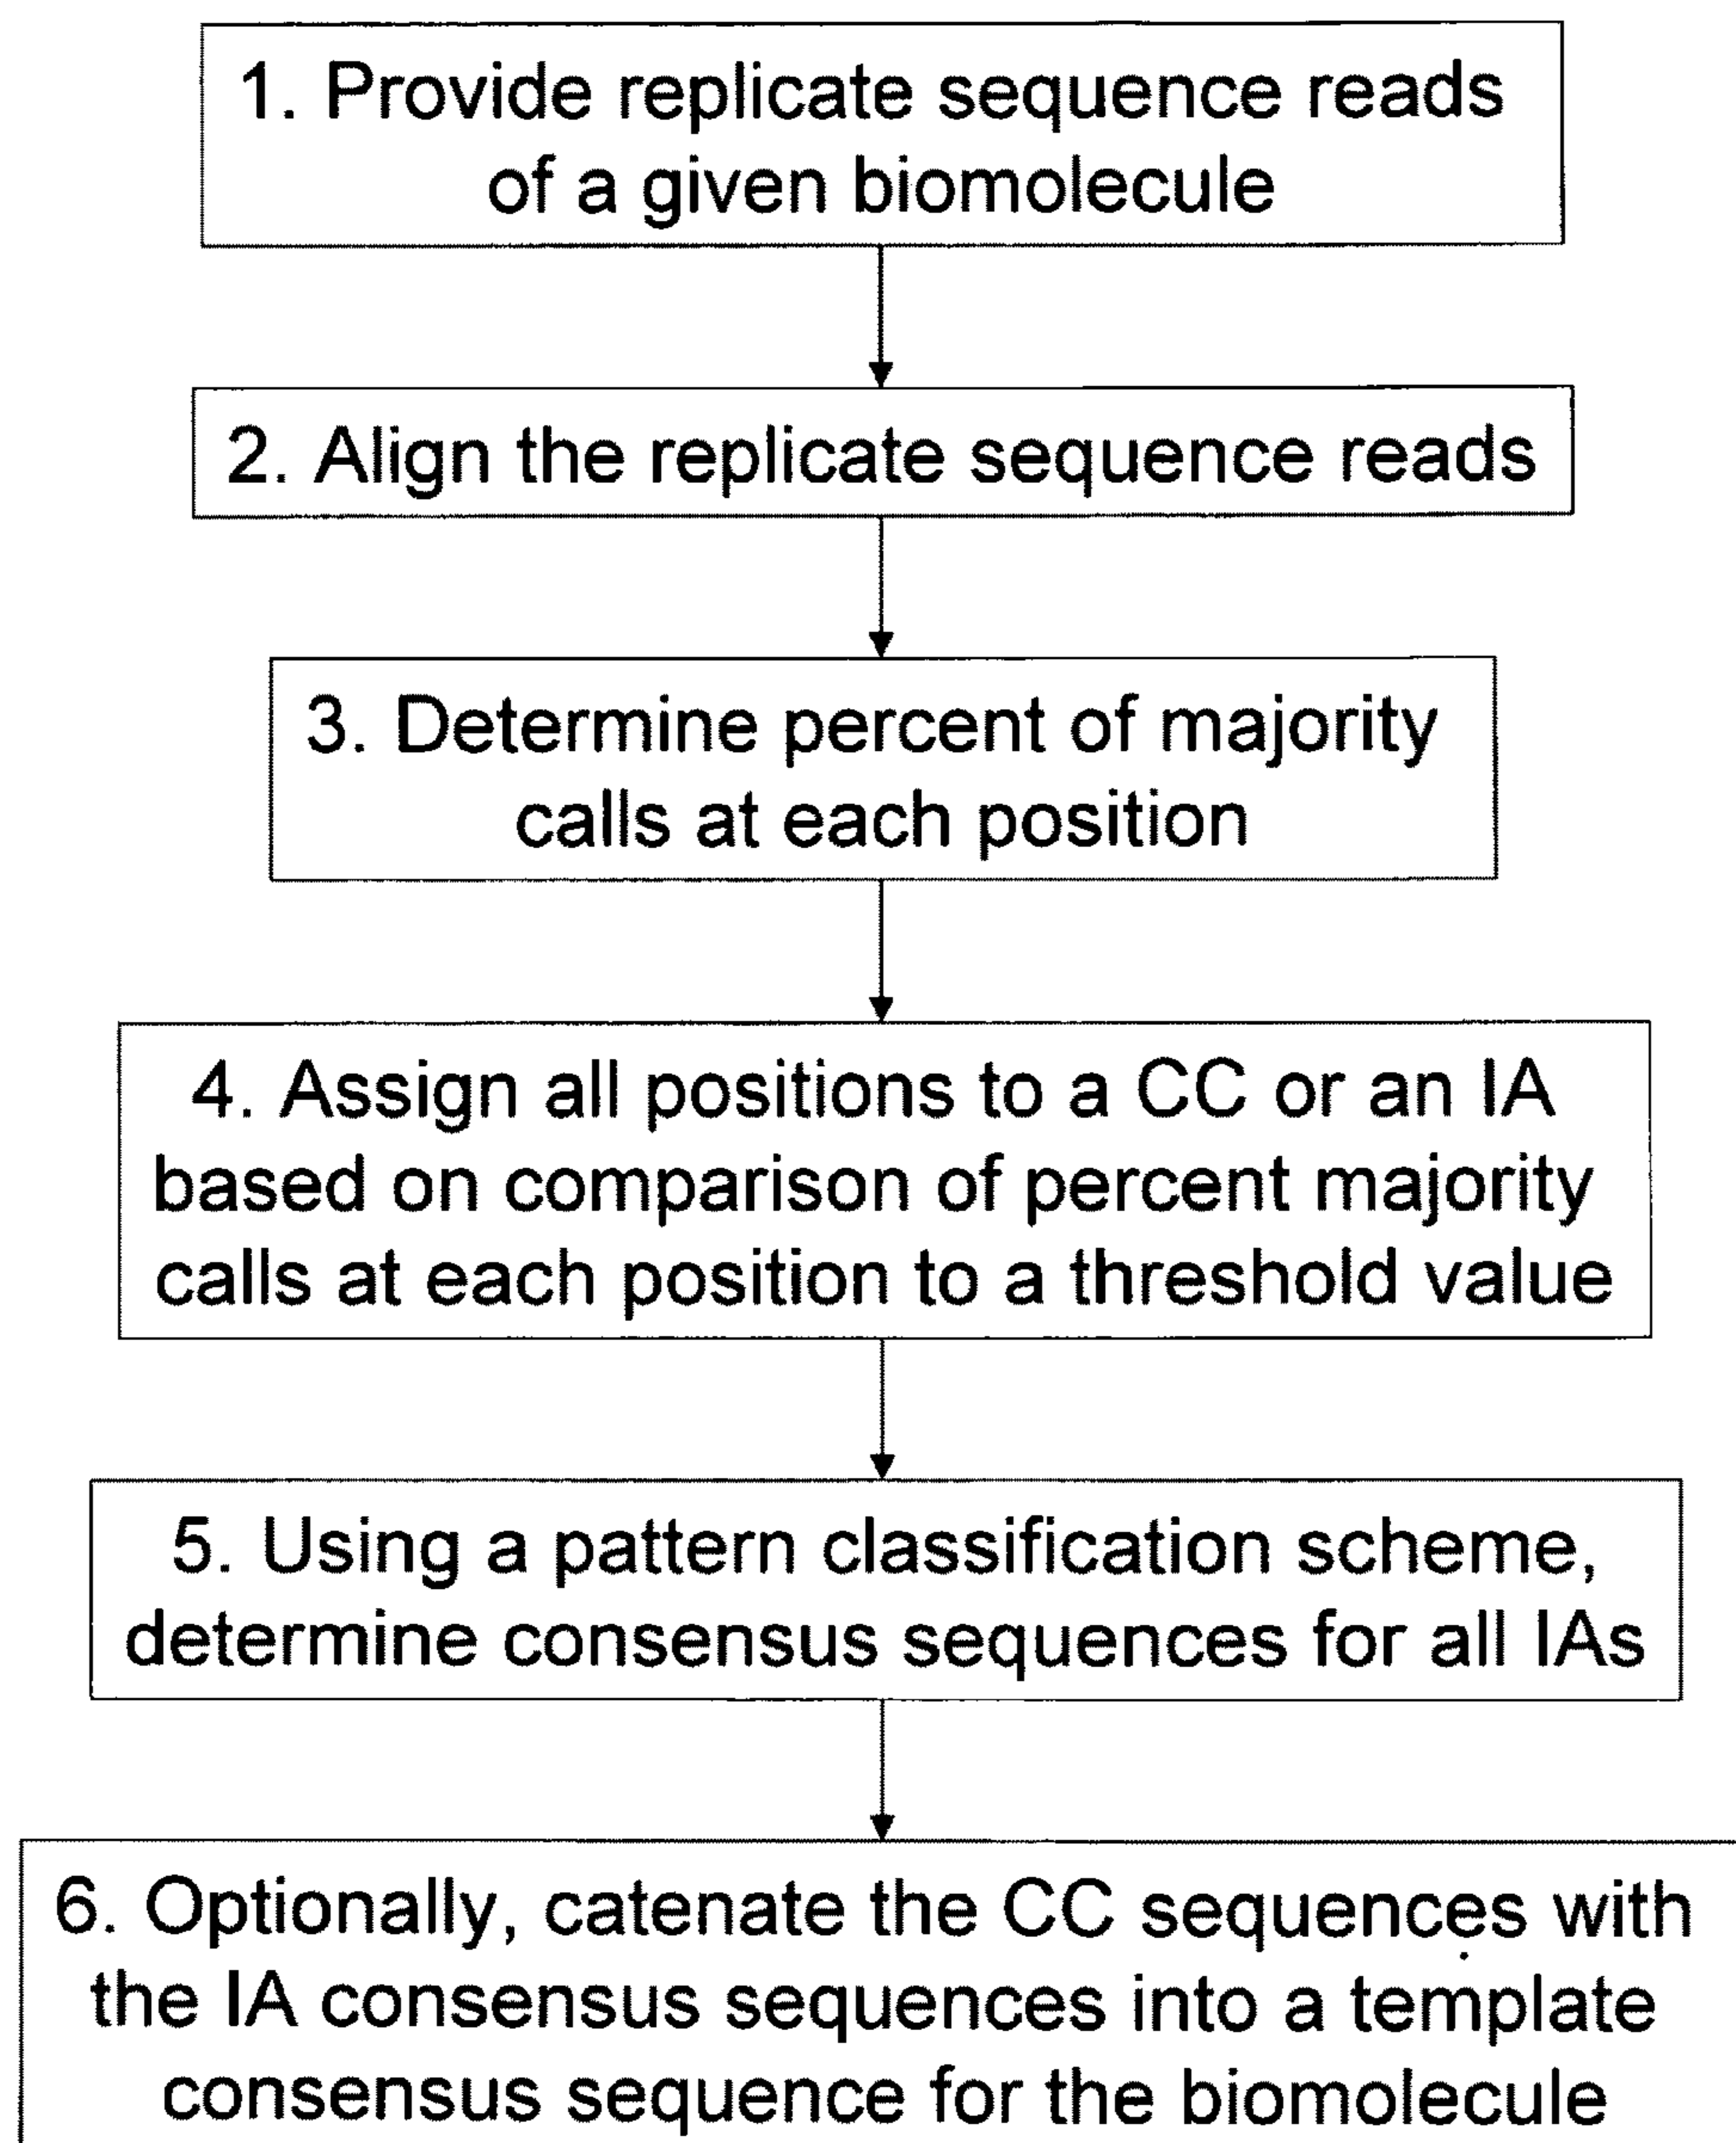 1. Provide replicate sequence reads
of a given biomolecule
2. Align the replicate sequence reads
3. Determine percent of majority
calls at each position
4. Assign all positions to a CC or an IA
based on comparison of percent majority
calls at each position to a threshold value
5. Using a pattern classification scheme,
determine consensus sequences for all IAs
6. Optionally, catenate the CC sequences with
the IA consensus sequences into a template
consensus sequence for the biomolecule